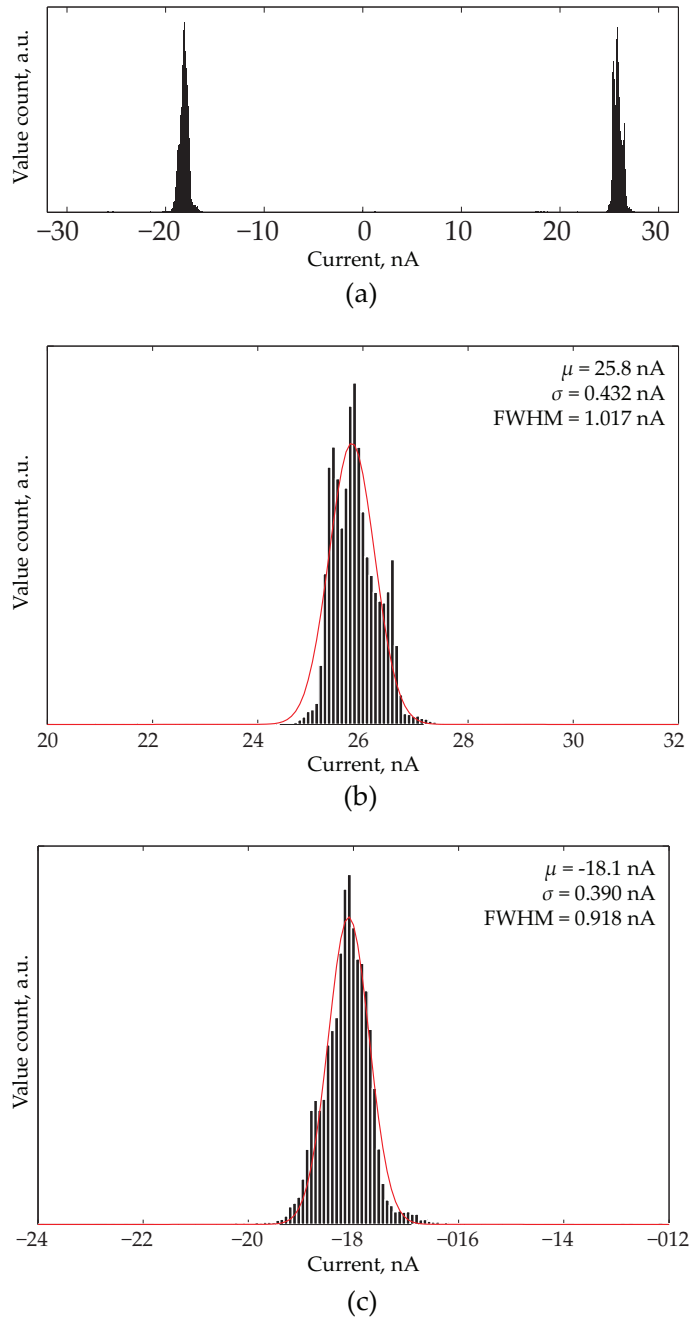 Value count, a.u.
−30 −20 −10 0 10 20 30
Current, nA
(a)
μ = 25.8 nA
σ = 0.432 nA
FWHM = 1.017 nA
Value count, a.u.
20 22 24 26 28 30 32
Current, nA
(b)
μ = -18.1 nA
σ = 0.390 nA
FWHM = 0.918 nA
Value count, a.u.
−24 −22 −20 −18 −016 −14 −012
Current, nA
(c)